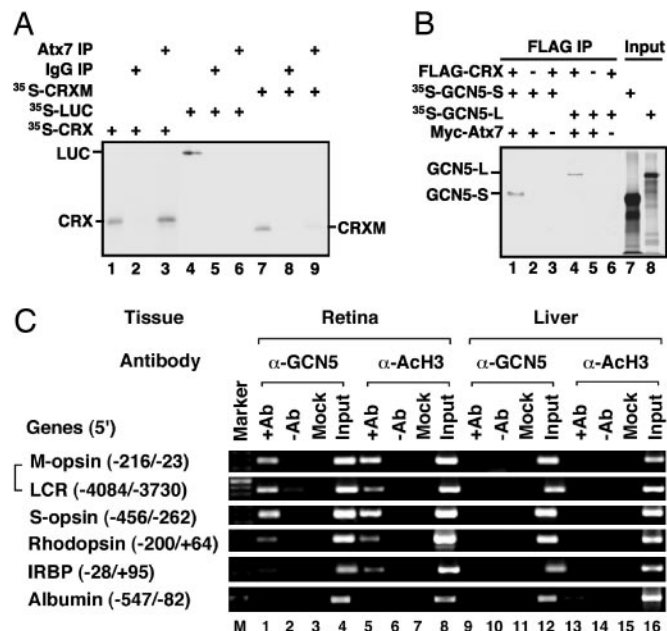 A
Atx7 IP + + +
IgG IP + + +
35S-CRXM + + +
35S-LUC + + +
35S-CRX + + +
LUC
CRX
CRXM
1 2 3 4 5 6 7 8 9
B
FLAG IP Input
FLAG-CRX + - + + - +
35S-GCN5-S + + + +
35S-GCN5-L + + + +
Myc-Atx7 + + - + + -
GCN5-L
GCN5-S
1 2 3 4 5 6 7 8
C
Tissue Retina Liver
Antibody α-GCN5 α-AcH3 α-GCN5 α-AcH3
Genes (5') Marker +Ab -Ab Mock Input +Ab -Ab Mock Input +Ab -Ab Mock Input +Ab -Ab Mock Input
M-opsin (-216/-23)
LCR (-4084/-3730)
S-opsin (-456/-262)
Rhodopsin (-200/+64)
IRBP (-28/+95)
Albumin (-547/-82)
M 1 2 3 4 5 6 7 8 9 10 11 12 13 14 15 16